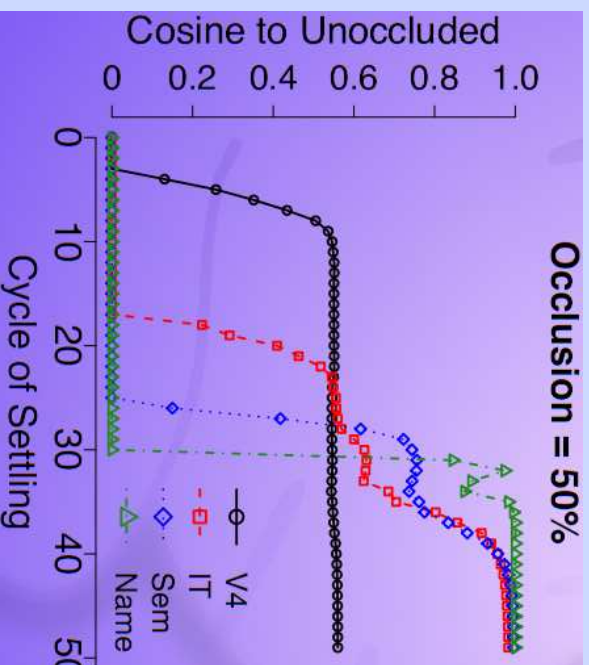 Occlusion = 50%
Cosine to Unoccluded
0 0.2 0.4 0.6 0.8 1.0
0 10 20 30 40
Cycle of Settling
V4
IT
Sem
Name